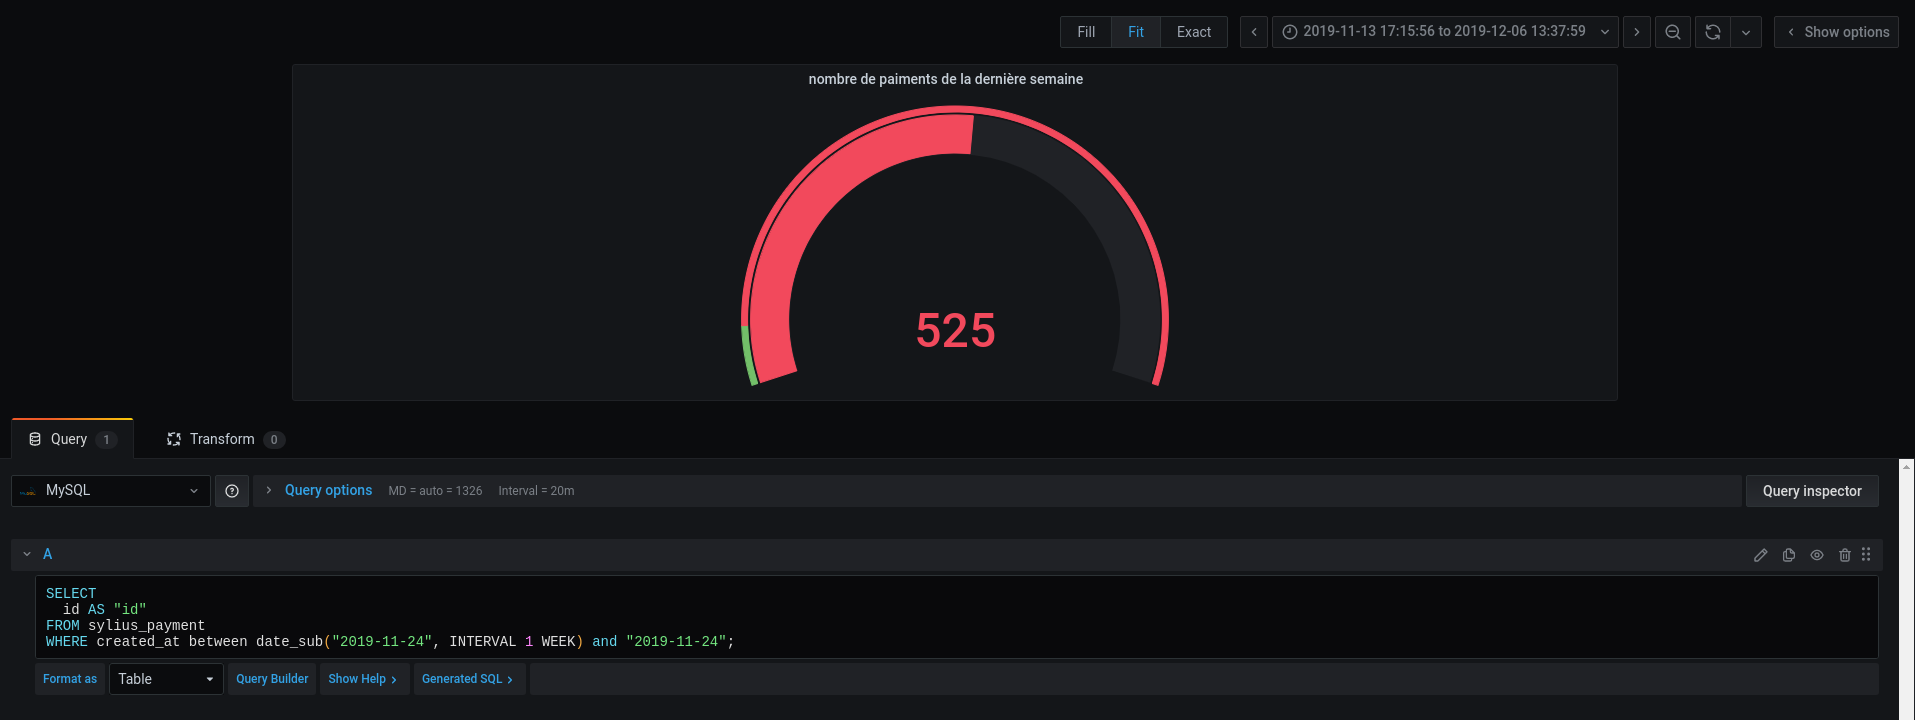 Fill Fit Exact 2019-11-13 17:15:56 to 2019-12-06 13:37:59 Show options
nombre de paiments de la dernière semaine
525
Query 1 Transform 0
MySQL Query options MD = auto = 1326 Interval = 20m Query inspector
A
SELECT
id AS "id"
FROM sylius_payment
WHERE created_at between date_sub("2019-11-24", INTERVAL 1 WEEK) and "2019-11-24";
Format as Table Query Builder Show Help Generated SQL